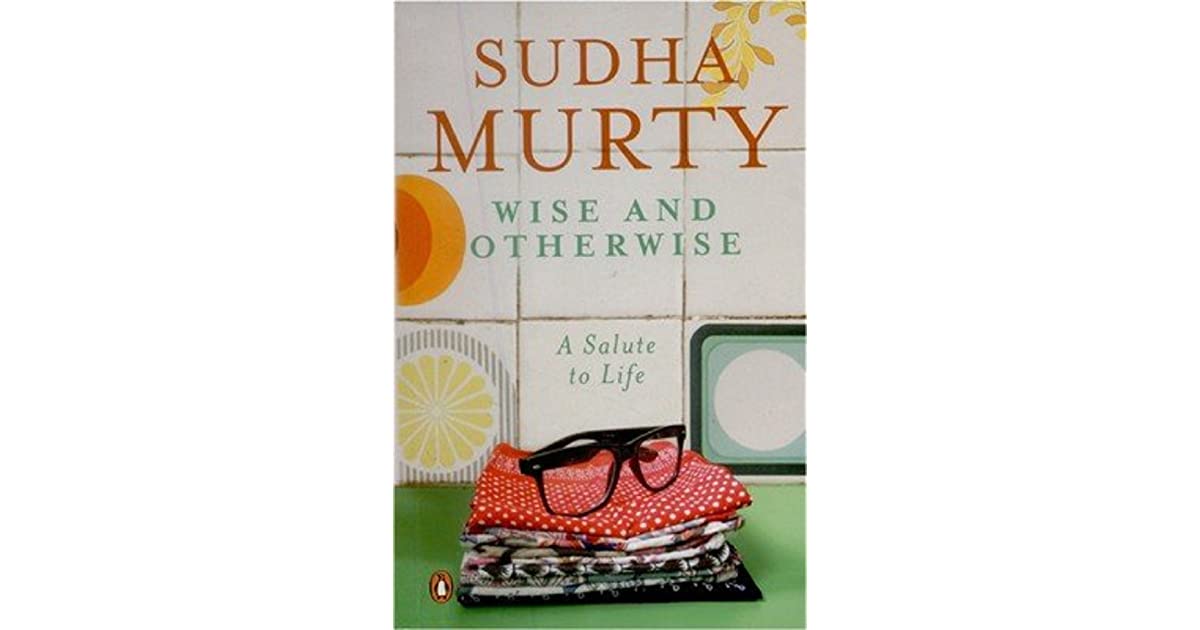 SUDHA
MURTY
WISE AND
OTHERWISE
A Salute
to Life